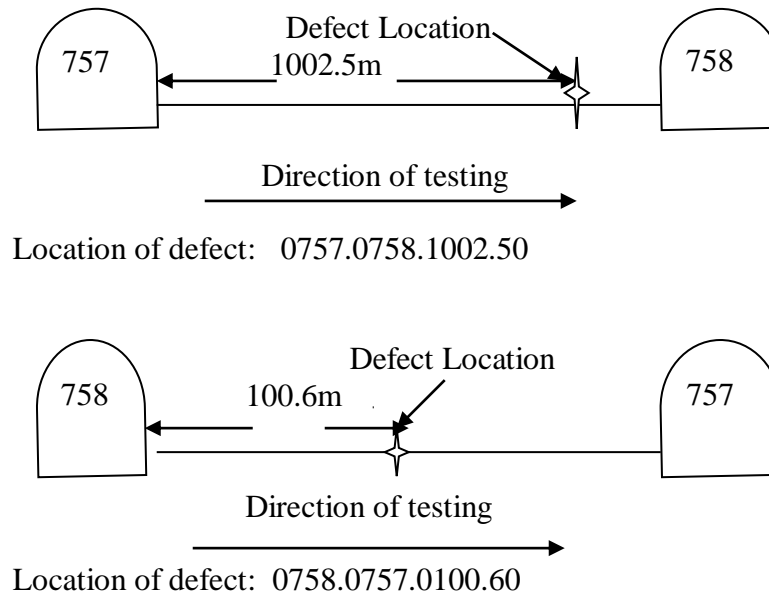 Defect Location
757
1002.5m
758
Direction of testing
Location of defect: 0757.0758.1002.50
Defect Location
758
100.6m
757
Direction of testing
Location of defect: 0758.0757.0100.60